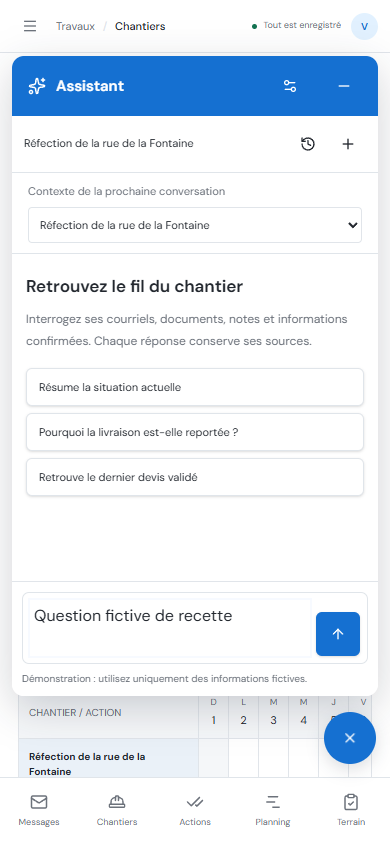 Travaux / Chantiers
Tout est enregistré
V
Assistant
Réfection de la rue de la Fontaine
Contexte de la prochaine conversation
Réfection de la rue de la Fontaine
Retrouvez le fil du chantier
Interrogez ses courriels, documents, notes et informations
confirmées. Chaque réponse conserve ses sources.
Résume la situation actuelle
Pourquoi la livraison est-elle reportée ?
Retrouve le dernier devis validé
Question fictive de recette
Démonstration : utilisez uniquement des informations fictives.
CHANTIER / ACTION
D L M M J V
1 2 3 4
Réfection de la rue de la
Fontaine
Messages Chantiers Actions Planning Terrain